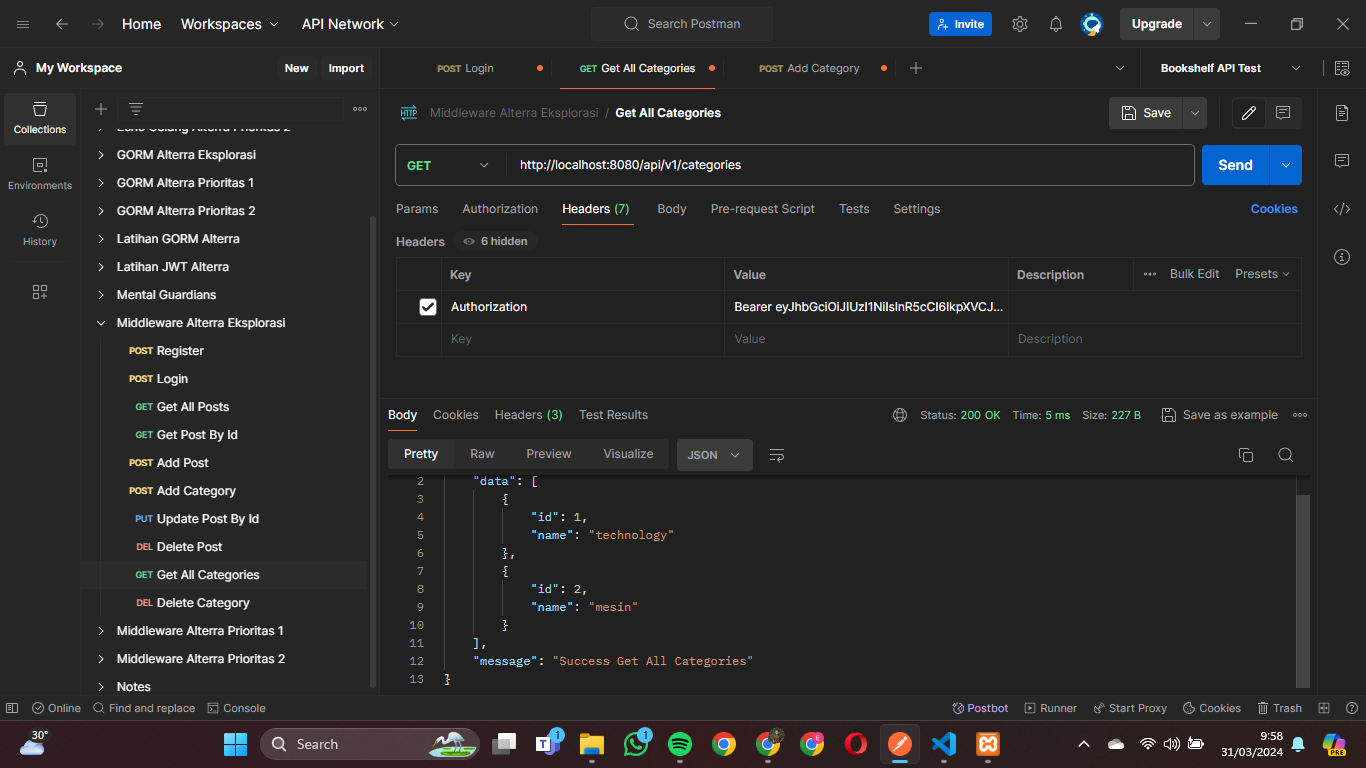 Home Workspaces API Network Search Postman Invite Upgrade
My Workspace New Import POST Login GET Get All Categories POST Add Category Bookshelf API Test
Collections
Environments
History
GORM Alterra Eksplorasi
GORM Alterra Prioritas 1
GORM Alterra Prioritas 2
Latihan GORM Alterra
Latihan JWT Alterra
Mental Guardians
Middleware Alterra Eksplorasi
POST Register
POST Login
GET Get All Posts
GET Get Post By Id
POST Add Post
POST Add Category
PUT Update Post By Id
DEL Delete Post
GET Get All Categories
DEL Delete Category
Middleware Alterra Prioritas 1
Middleware Alterra Prioritas 2
Notes
HTTP Middleware Alterra Eksplorasi / Get All Categories Save
GET http://localhost:8080/api/v1/categories Send
Params Authorization Headers (7) Body Pre-request Script Tests Settings Cookies
Headers 6 hidden
Key Value Description Bulk Edit Presets
Authorization Bearer eyJhbGciOiJIUzI1NiIsInR5cCI6IkpXVCJ...
Key Value Description
Body Cookies Headers (3) Test Results Status: 200 OK Time: 5 ms Size: 227 B Save as example
Pretty Raw Preview Visualize JSON
2 "data": [
3 {
4 "id": 1,
5 "name": "technology"
6 },
7 {
8 "id": 2,
9 "name": "mesin"
10 }
11 ],
12 "message": "Success Get All Categories"
13 }
Online Find and replace Console Postbot Runner Start Proxy Cookies Trash
30° Search 1 1 9:58
31/03/2024
PRE